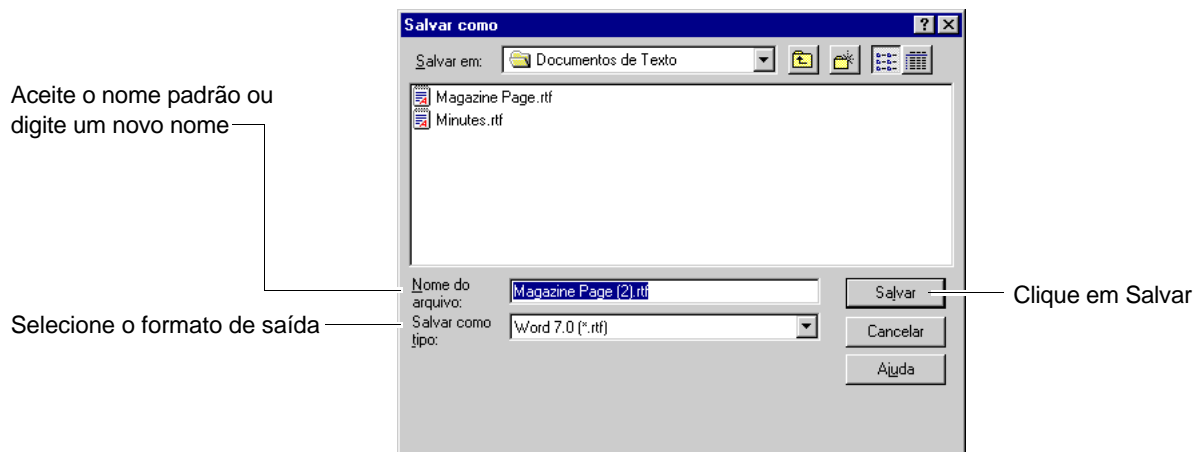 Salvar como
Salvar em: Documentos de Texto
Magazine Page.rtf
Minutes.rtf
Aceite o nome padrão ou
digite um novo nome
Nome do
arquivo:
Magazine Page (2).rtf
Salvar
Clique em Salvar
Selecione o formato de saída
Salvar como
tipo:
Word 7.0 (*.rtf)
Cancelar
Ajuda